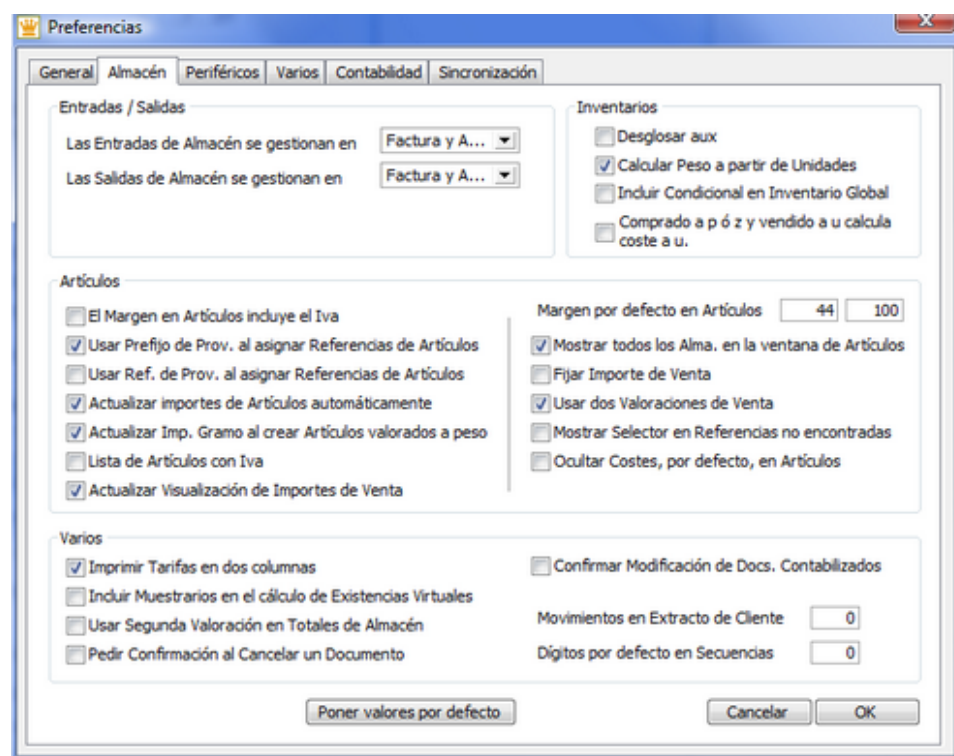 Preferencias
General Almacén Periféricos Varios Contabilidad Sincronización
Entradas / Salidas
Las Entradas de Almacén se gestionan en Factura y A...
Las Salidas de Almacén se gestionan en Factura y A...
Inventarios
Desglosar aux
Calcular Peso a partir de Unidades
Incluir Condicional en Inventario Global
Comprado a p ó z y vendido a u calcula
coste a u.
Artículos
El Margen en Artículos incluye el Iva
Usar Prefijo de Prov. al asignar Referencias de Artículos
Usar Ref. de Prov. al asignar Referencias de Artículos
Actualizar importes de Artículos automáticamente
Actualizar Imp. Gramo al crear Artículos valorados a peso
Lista de Artículos con Iva
Actualizar Visualización de Importes de Venta
Margen por defecto en Artículos 44 100
Mostrar todos los Alma. en la ventana de Artículos
Fijar Importe de Venta
Usar dos Valoraciones de Venta
Mostrar Selector en Referencias no encontradas
Ocultar Costes, por defecto, en Artículos
Varios
Imprimir Tarifas en dos columnas
Incluir Muestrarios en el cálculo de Existencias Virtuales
Usar Segunda Valoración en Totales de Almacén
Pedir Confirmación al Cancelar un Documento
Confirmar Modificación de Docs. Contabilizados
Movimientos en Extracto de Cliente 0
Dígitos por defecto en Secuencias 0
Poner valores por defecto Cancelar OK